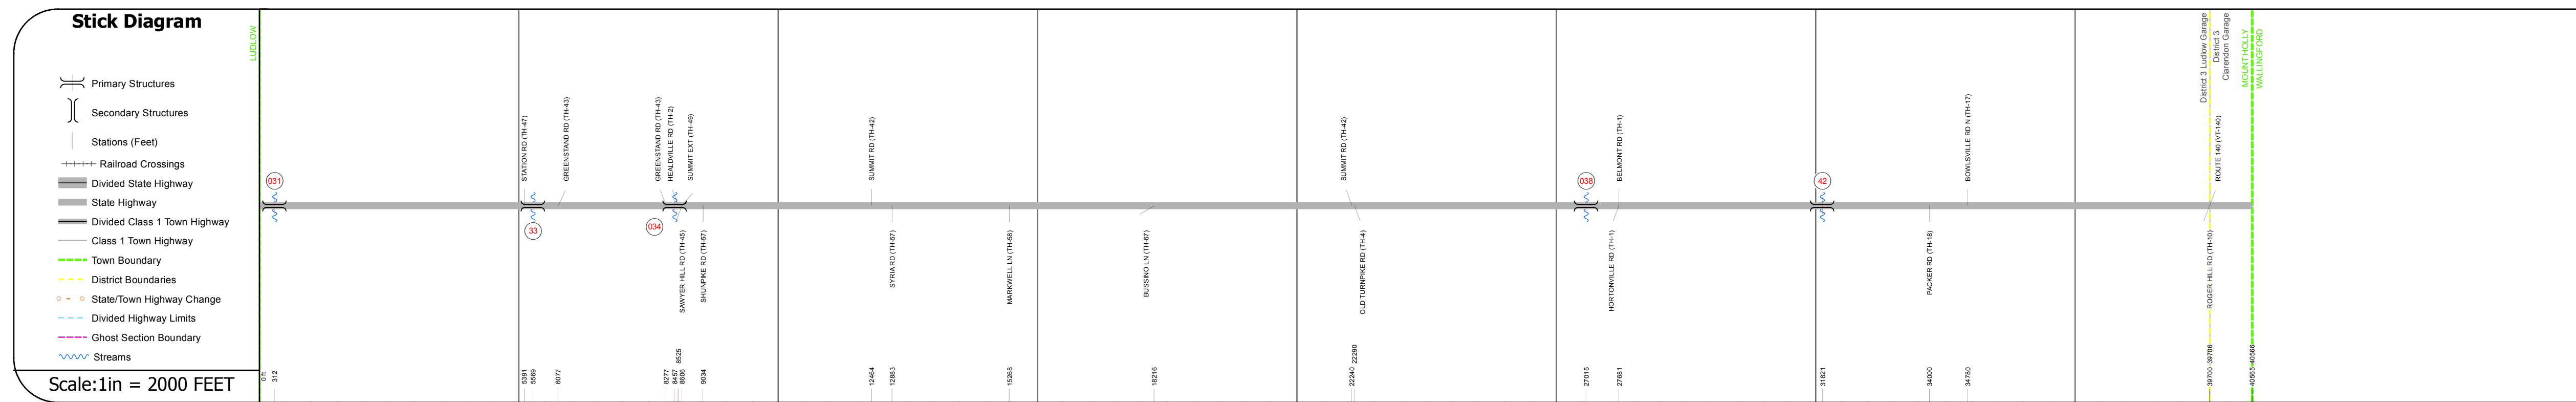 Stick Diagram
Primary Structures
Secondary Structures
Stations (Feet)
Railroad Crossings
Divided State Highway
State Highway
Divided Class 1 Town Highway
Class 1 Town Highway
Town Boundary
District Boundaries
State/Town Highway Change
Divided Highway Limits
Ghost Section Boundary
Streams
Scale:1in = 2000 FEET
LUDLOW
031
STATION RD (TH-47)
33
GREENSTAND RD (TH-43)
GREENSTAND RD (TH-43)
HEALDVILLE RD (TH-2)
SUMMIT EXT (TH-49)
034
SAWYER HILL RD (TH-45)
SHUNPIKE RD (TH-57)
SUMMIT RD (TH-42)
SYRIA RD (TH-57)
MARKWELL LN (TH-58)
BUSSINO LN (TH-67)
SUMMIT RD (TH-42)
OLD TURNPIKE RD (TH-4)
038
HORTONVILLE RD (TH-1)
BELMONT RD (TH-1)
42
PACKER RD (TH-18)
BOWLSVILLE RD N (TH-17)
District 3 Ludlow Garage
District 3
Clarendon Garage
ROUTE 140 (VT-140)
ROGER HILL RD (TH-10)
MOUNT HOLLY
WALLINGFORD
0 ft
312
5391
5569
6077
8277
8457
8525
8606
9034
12464
12883
15268
18216
22240
22290
27015
27681
31821
34000
34780
39700 39706
40565 40566